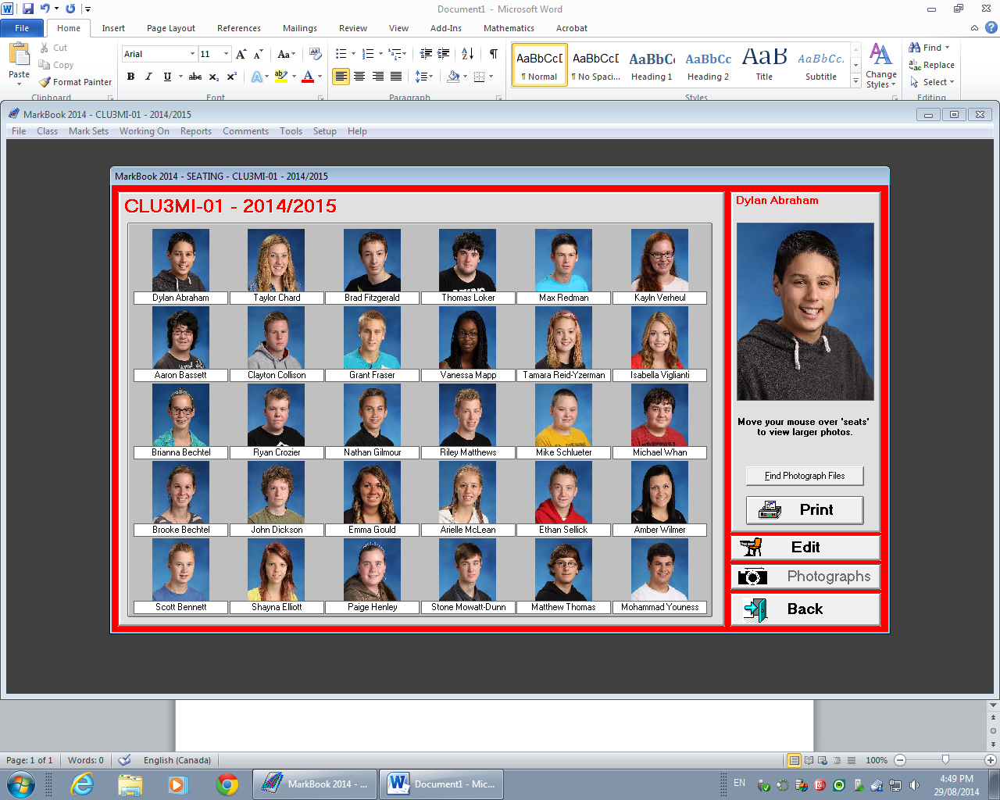 Document1 - Microsoft Word
File Home Insert Page Layout References Mailings Review View Add-Ins Mathematics Acrobat
Paste
Cut
Copy
Format Painter
Clipboard
Arial 11
Font
Paragraph
AaBbCcD AaBbCcD AaBbCc AaBbCc AaB AaBbCc.
¶ Normal ¶ No Spaci... Heading 1 Heading 2 Title Subtitle
Change Styles
Styles
Find
Replace
Select
Editing
MarkBook 2014 - CLU3MI-01 - 2014/2015
File Class Mark Sets Working On Reports Comments Tools Setup Help
MarkBook 2014 - SEATING - CLU3MI-01 - 2014/2015
CLU3MI-01 - 2014/2015
Dylan Abraham Taylor Chard Brad Fitzgerald Thomas Loker Max Redman Kayln Verheul
Aaron Bassett Clayton Collison Grant Fraser Vanessa Mapp Tamara Reid-Yzerman Isabella Viglianti
Brianna Bechtel Ryan Crozier Nathan Gilmour Riley Matthews Mike Schlueter Michael Whan
Brooke Bechtel John Dickson Emma Gould Arielle McLean Ethan Sellick Amber Wilmer
Scott Bennett Shayna Elliott Paige Henley Stone Mowatt-Dunn Matthew Thomas Mohammad Youness
Dylan Abraham
Move your mouse over 'seats'
to view larger photos.
Find Photograph Files
Print
Edit
Photographs
Back
Page: 1 of 1 Words: 0 English (Canada) 100%
MarkBook 2014 - ... Document1 - Mic... EN 4:49 PM
29/08/2014